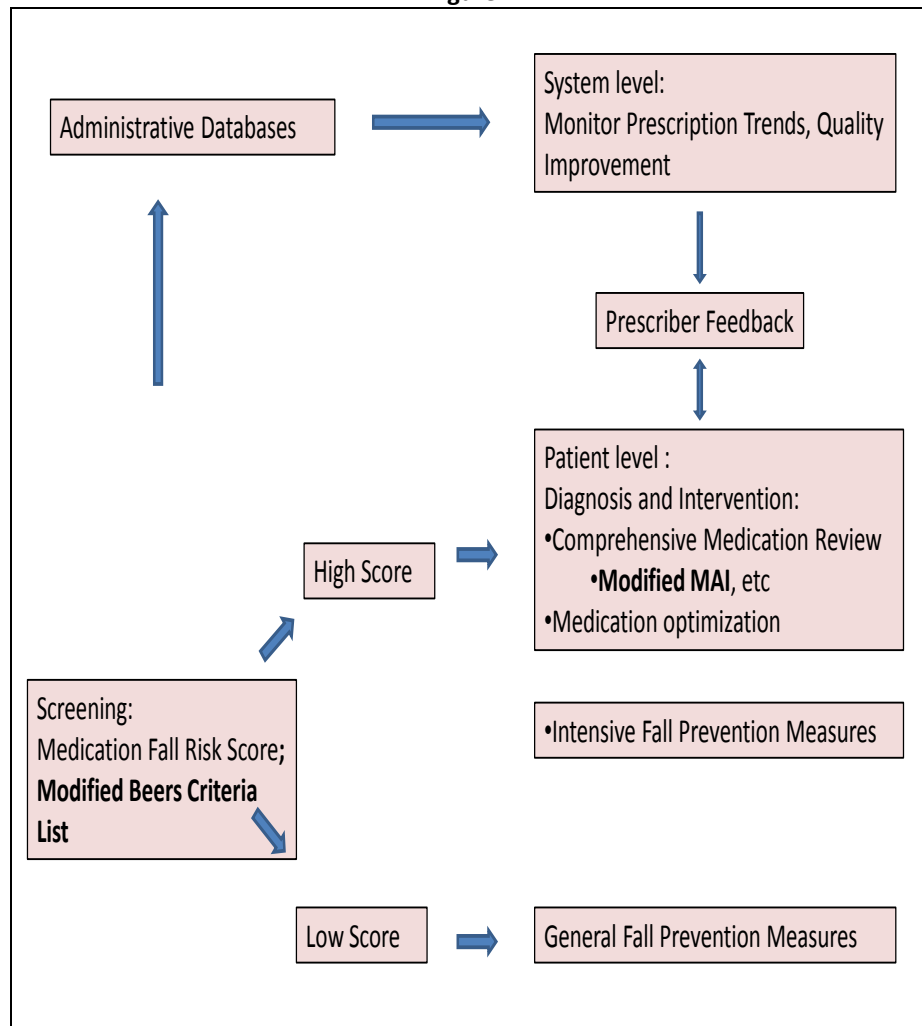 System level:
Monitor Prescription Trends, Quality
Improvement
Administrative Databases
Prescriber Feedback
Patient level :
Diagnosis and Intervention:
•Comprehensive Medication Review
•Modified MAI, etc
•Medication optimization
High Score
Screening:
Medication Fall Risk Score;
Modified Beers Criteria
List
•Intensive Fall Prevention Measures
Low Score
General Fall Prevention Measures